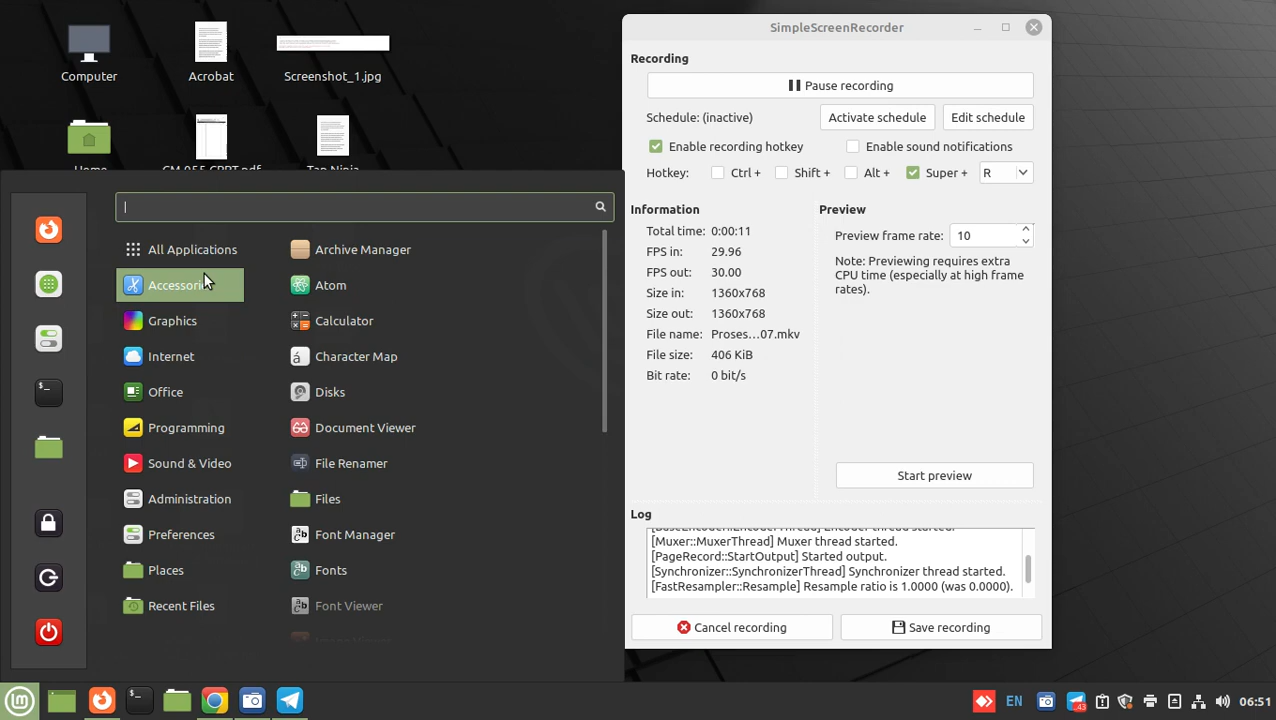 Computer
Acrobat
Screenshot_1.jpg
SimpleScreenRecorder
Recording
Pause recording
Schedule: (inactive)
Activate schedule
Edit schedule
Enable recording hotkey
Enable sound notifications
Hotkey:
Ctrl +
Shift +
Alt +
Super +
R
Information
Total time: 0:00:11
FPS in: 29.96
FPS out: 30.00
Size in: 1360x768
Size out: 1360x768
File name: Proses...07.mkv
File size: 406 KiB
Bit rate: 0 bit/s
Preview
Preview frame rate: 10
Note: Previewing requires extra
CPU time (especially at high frame
rates).
Start preview
Log
[Muxer::MuxerThread] Muxer thread started.
[PageRecord::StartOutput] Started output.
[Synchronizer::SynchronizerThread] Synchronizer thread started.
[FastResampler::Resample] Resample ratio is 1.0000 (was 0.0000).
Cancel recording
Save recording
All Applications
Accessories
Graphics
Internet
Office
Programming
Sound & Video
Administration
Preferences
Places
Recent Files
Archive Manager
Atom
Calculator
Character Map
Disks
Document Viewer
File Renamer
Files
Font Manager
Fonts
Font Viewer
EN
43
06:51